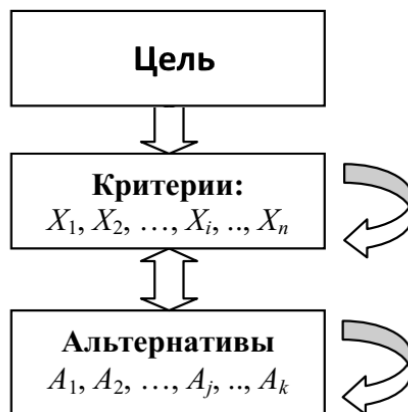 Цель
Критерии:
X₁, X₂, …, Xᵢ, .., Xₙ
Альтернативы
A₁, A₂, …, Aⱼ, .., Aₖ